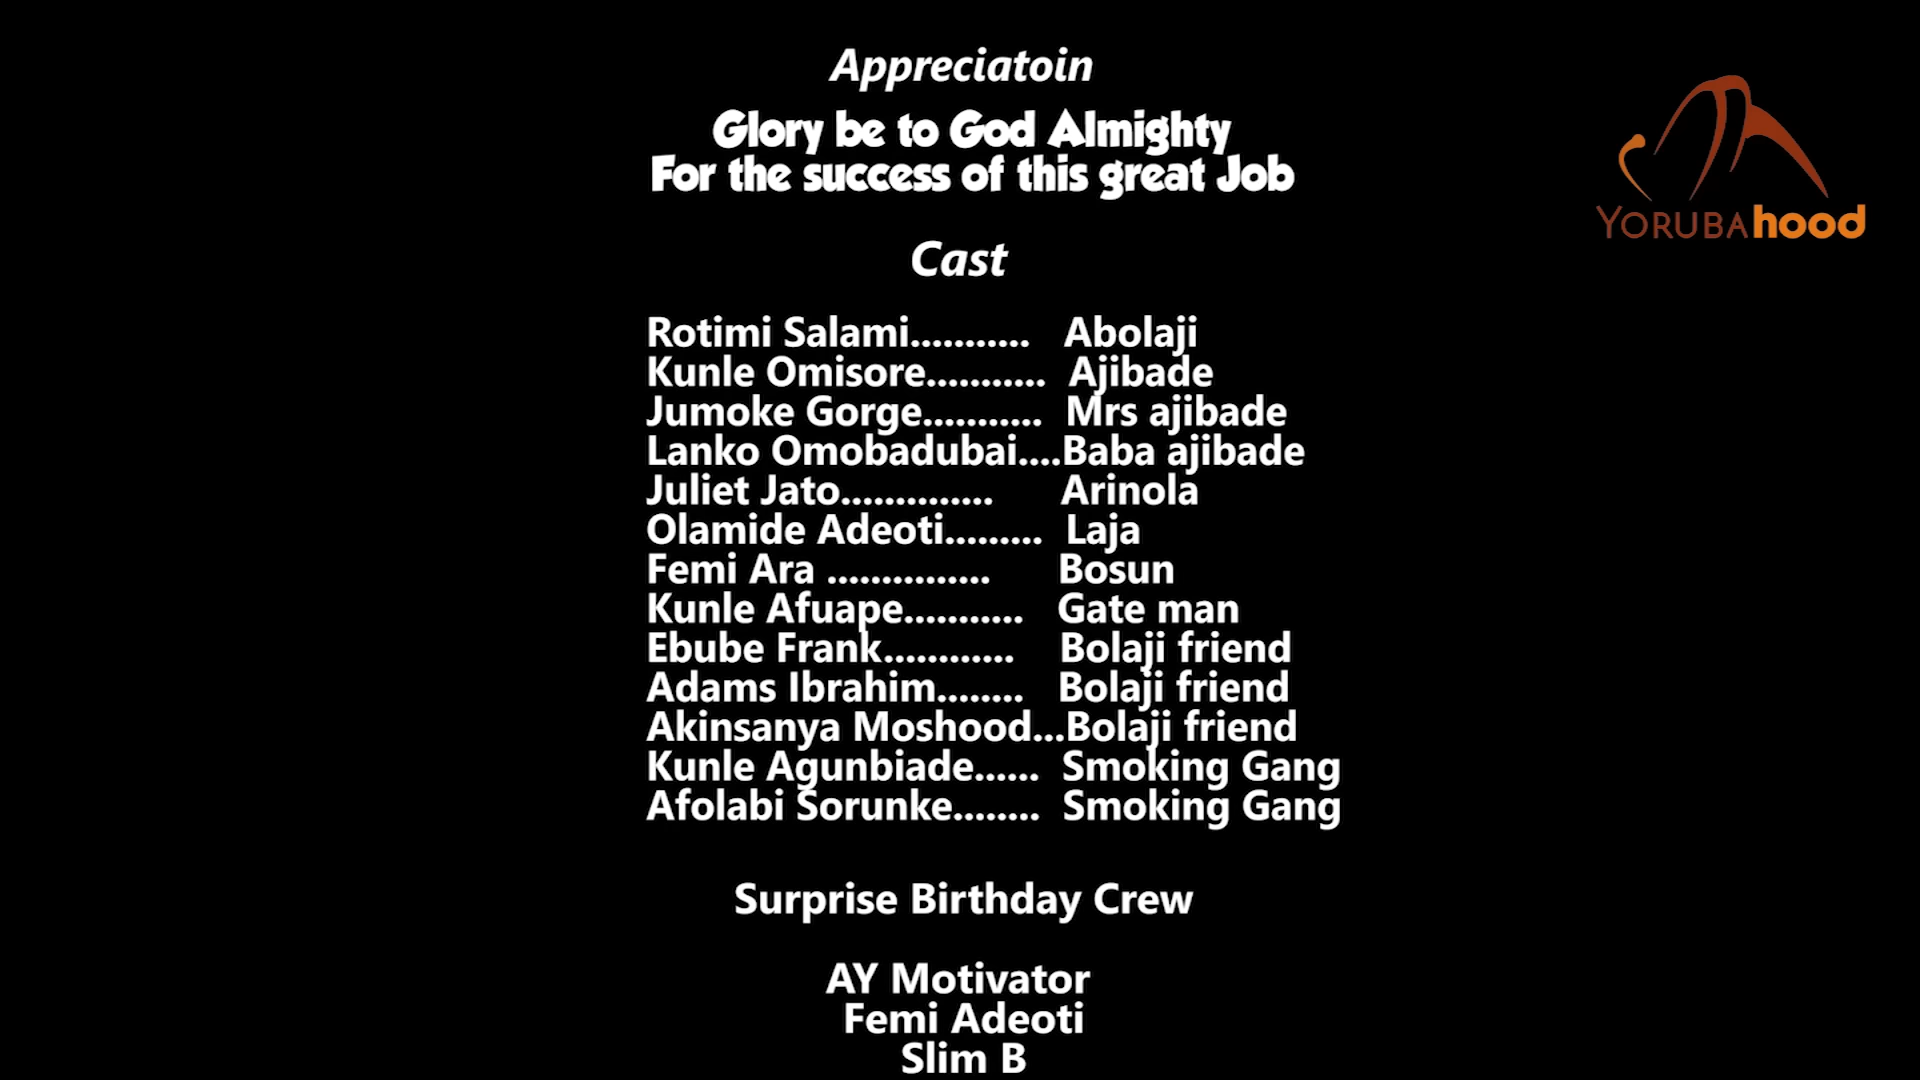 Appreciatoin
Glory be to God Almighty
For the success of this great Job
YORUBAhood
Cast
Rotimi Salami........... Abolaji
Kunle Omisore........... Ajibade
Jumoke Gorge........... Mrs ajibade
Lanko Omobadubai....Baba ajibade
Juliet Jato.............. Arinola
Olamide Adeoti......... Laja
Femi Ara ............... Bosun
Kunle Afuape........... Gate man
Ebube Frank............ Bolaji friend
Adams Ibrahim........ Bolaji friend
Akinsanya Moshood...Bolaji friend
Kunle Agunbiade...... Smoking Gang
Afolabi Sorunke........ Smoking Gang
Surprise Birthday Crew
AY Motivator
Femi Adeoti
Slim B